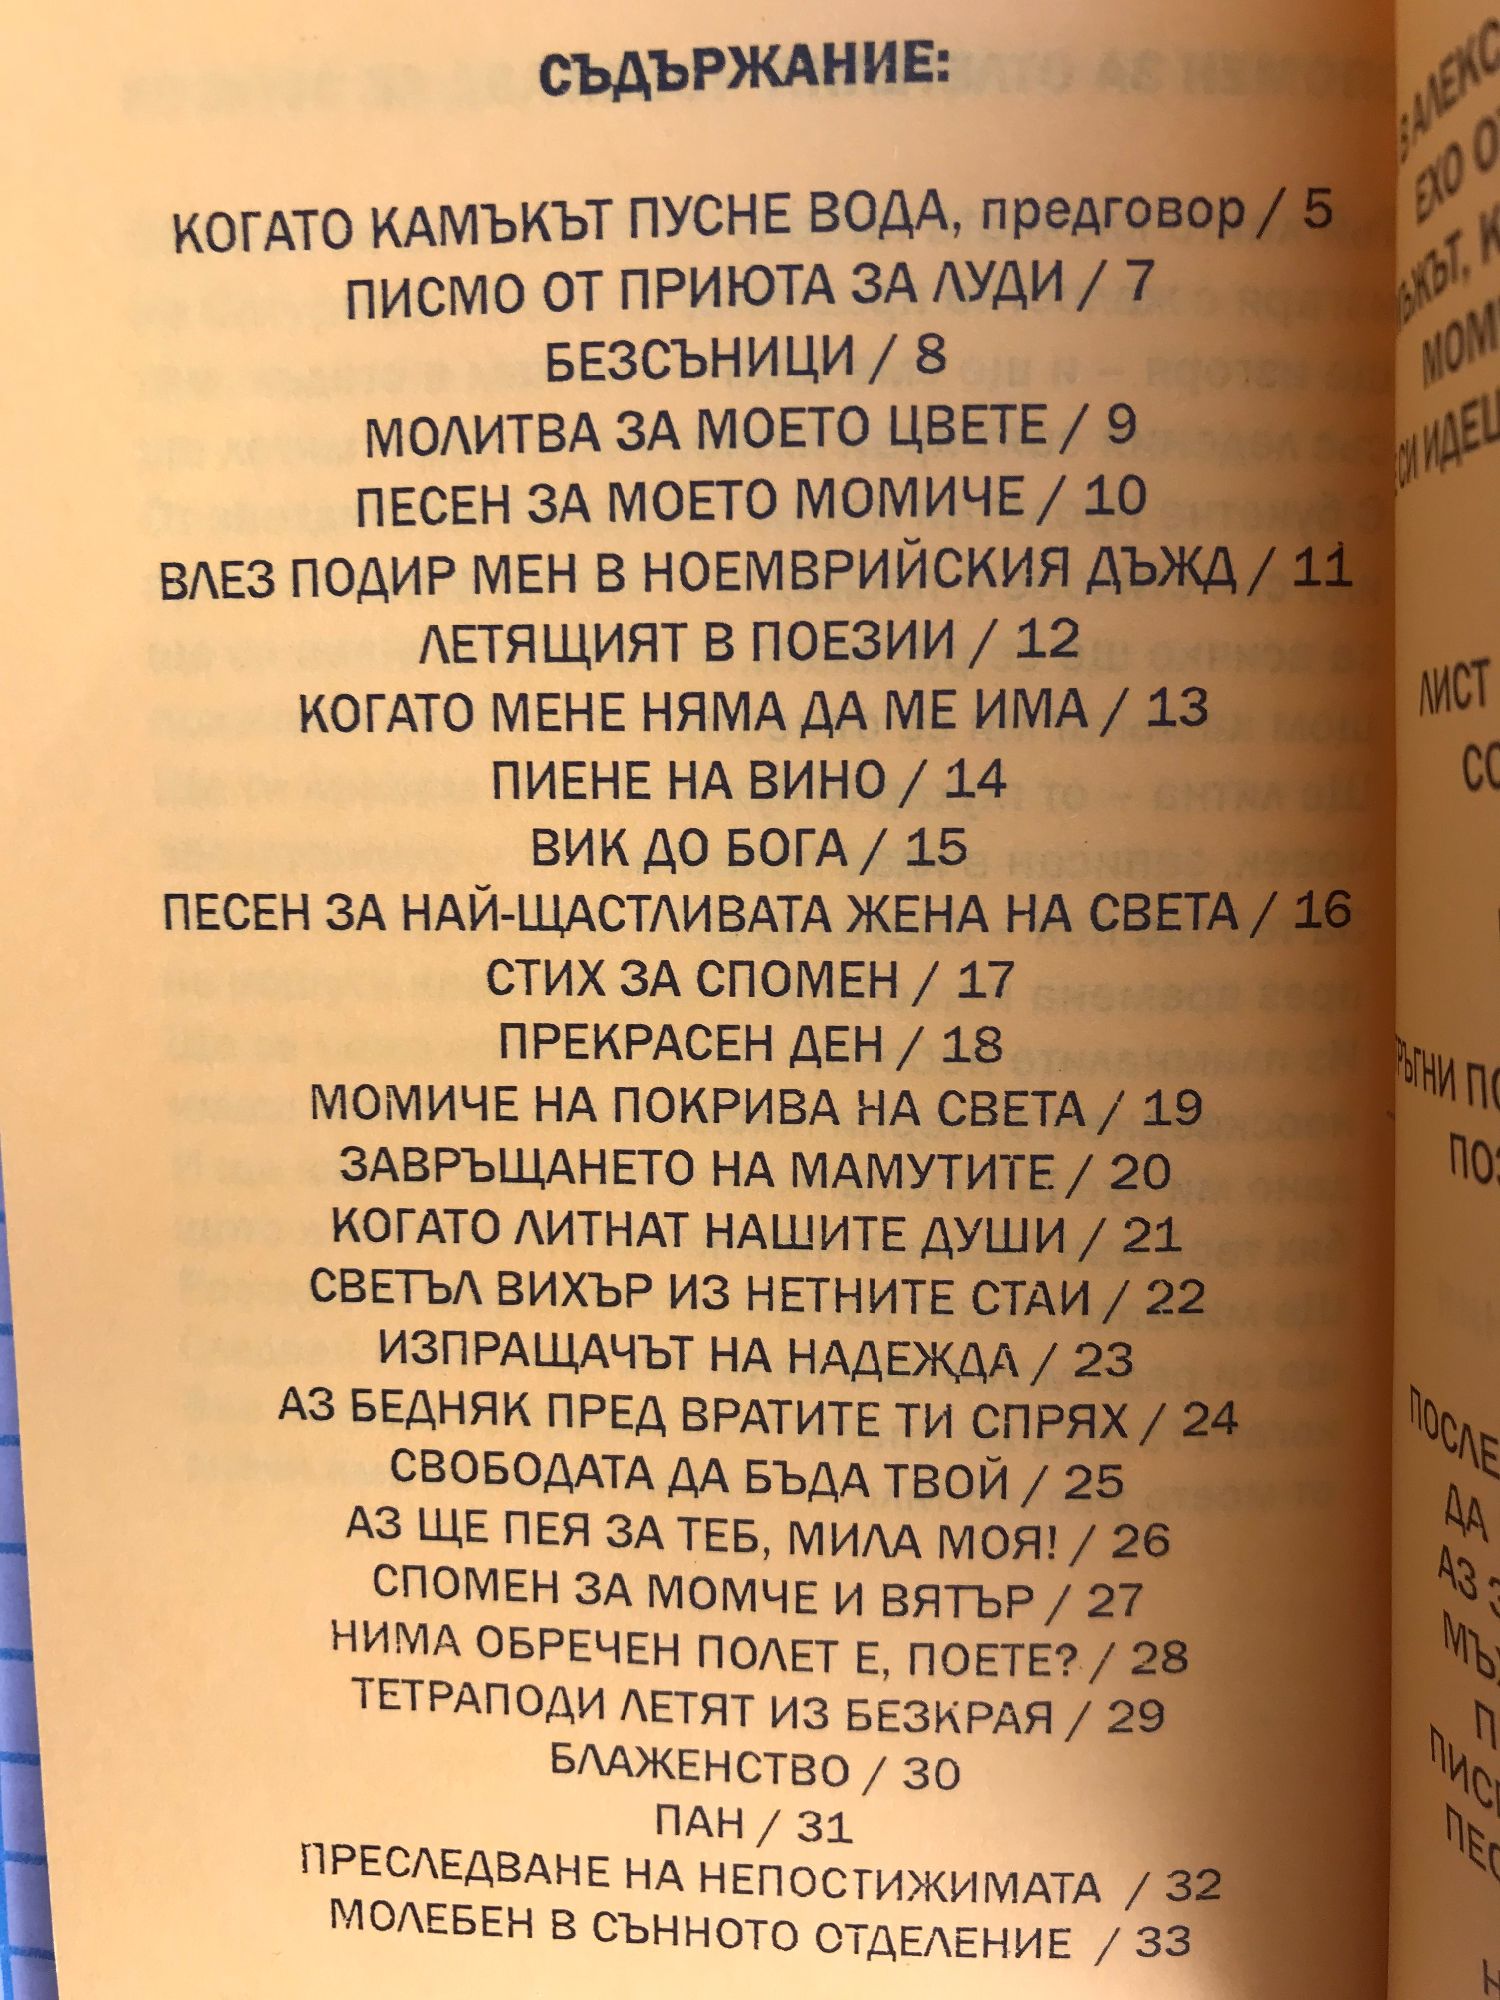 СЪДЪРЖАНИЕ:
КОГАТО КАМЪКЪТ ПУСНЕ ВОДА, предговор / 5
ПИСМО ОТ ПРИЮТА ЗА ЛУДИ / 7
БЕЗСЪНИЦИ / 8
МОЛИТВА ЗА МОЕТО ЦВЕТЕ / 9
ПЕСЕН ЗА МОЕТО МОМИЧЕ / 10
ВЛЕЗ ПОДИР МЕН В НОЕМВРИЙСКИЯ ДЪЖД / 11
ЛЕТЯЩИЯТ В ПОЕЗИИ / 12
КОГАТО МЕНЕ НЯМА ДА МЕ ИМА / 13
ПИЕНЕ НА ВИНО / 14
ВИК ДО БОГА / 15
ПЕСЕН ЗА НАЙ-ЩАСТЛИВАТА ЖЕНА НА СВЕТА / 16
СТИХ ЗА СПОМЕН / 17
ПРЕКРАСЕН ДЕН / 18
МОМИЧЕ НА ПОКРИВА НА СВЕТА / 19
ЗАВРЪЩАНЕТО НА МАМУТИТЕ / 20
КОГАТО ЛИТНАТ НАШИТЕ ДУШИ / 21
СВЕТЪЛ ВИХЪР ИЗ НЕТНИТЕ СТАИ / 22
ИЗПРАЩАЧЪТ НА НАДЕЖДА / 23
АЗ БЕДНЯК ПРЕД ВРАТИТЕ ТИ СПРЯХ / 24
СВОБОДАТА ДА БЪДА ТВОЙ / 25
АЗ ЩЕ ПЕЯ ЗА ТЕБ, МИЛА МОЯ! / 26
СПОМЕН ЗА МОМЧЕ И ВЯТЪР / 27
НИМА ОБРЕЧЕН ПОЛЕТ Е, ПОЕТЕ? / 28
ТЕТРАПОДИ ЛЕТЯТ ИЗ БЕЗКРАЯ / 29
БЛАЖЕНСТВО / 30
ПАН / 31
ПРЕСЛЕДВАНЕ НА НЕПОСТИЖИМАТА / 32
МОЛЕБЕН В СЪННОТО ОТДЕЛЕНИЕ / 33
ЕХО
СИ
ЛИСТ
ДА
АЗ